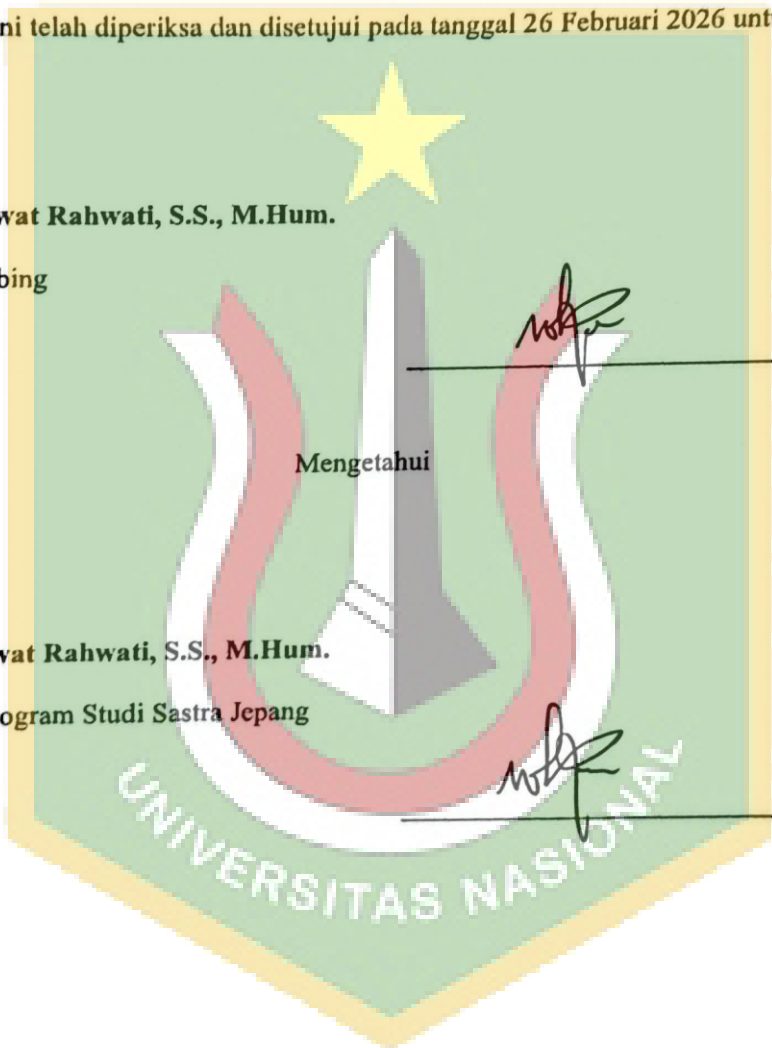 ni telah diperiksa dan disetujui pada tanggal 26 Februari 2026 unt
wat Rahwati, S.S., M.Hum.
bing
Mengetahui
wat Rahwati, S.S., M.Hum.
ogram Studi Sastra Jepang
UNIVERSITAS NASIONAL